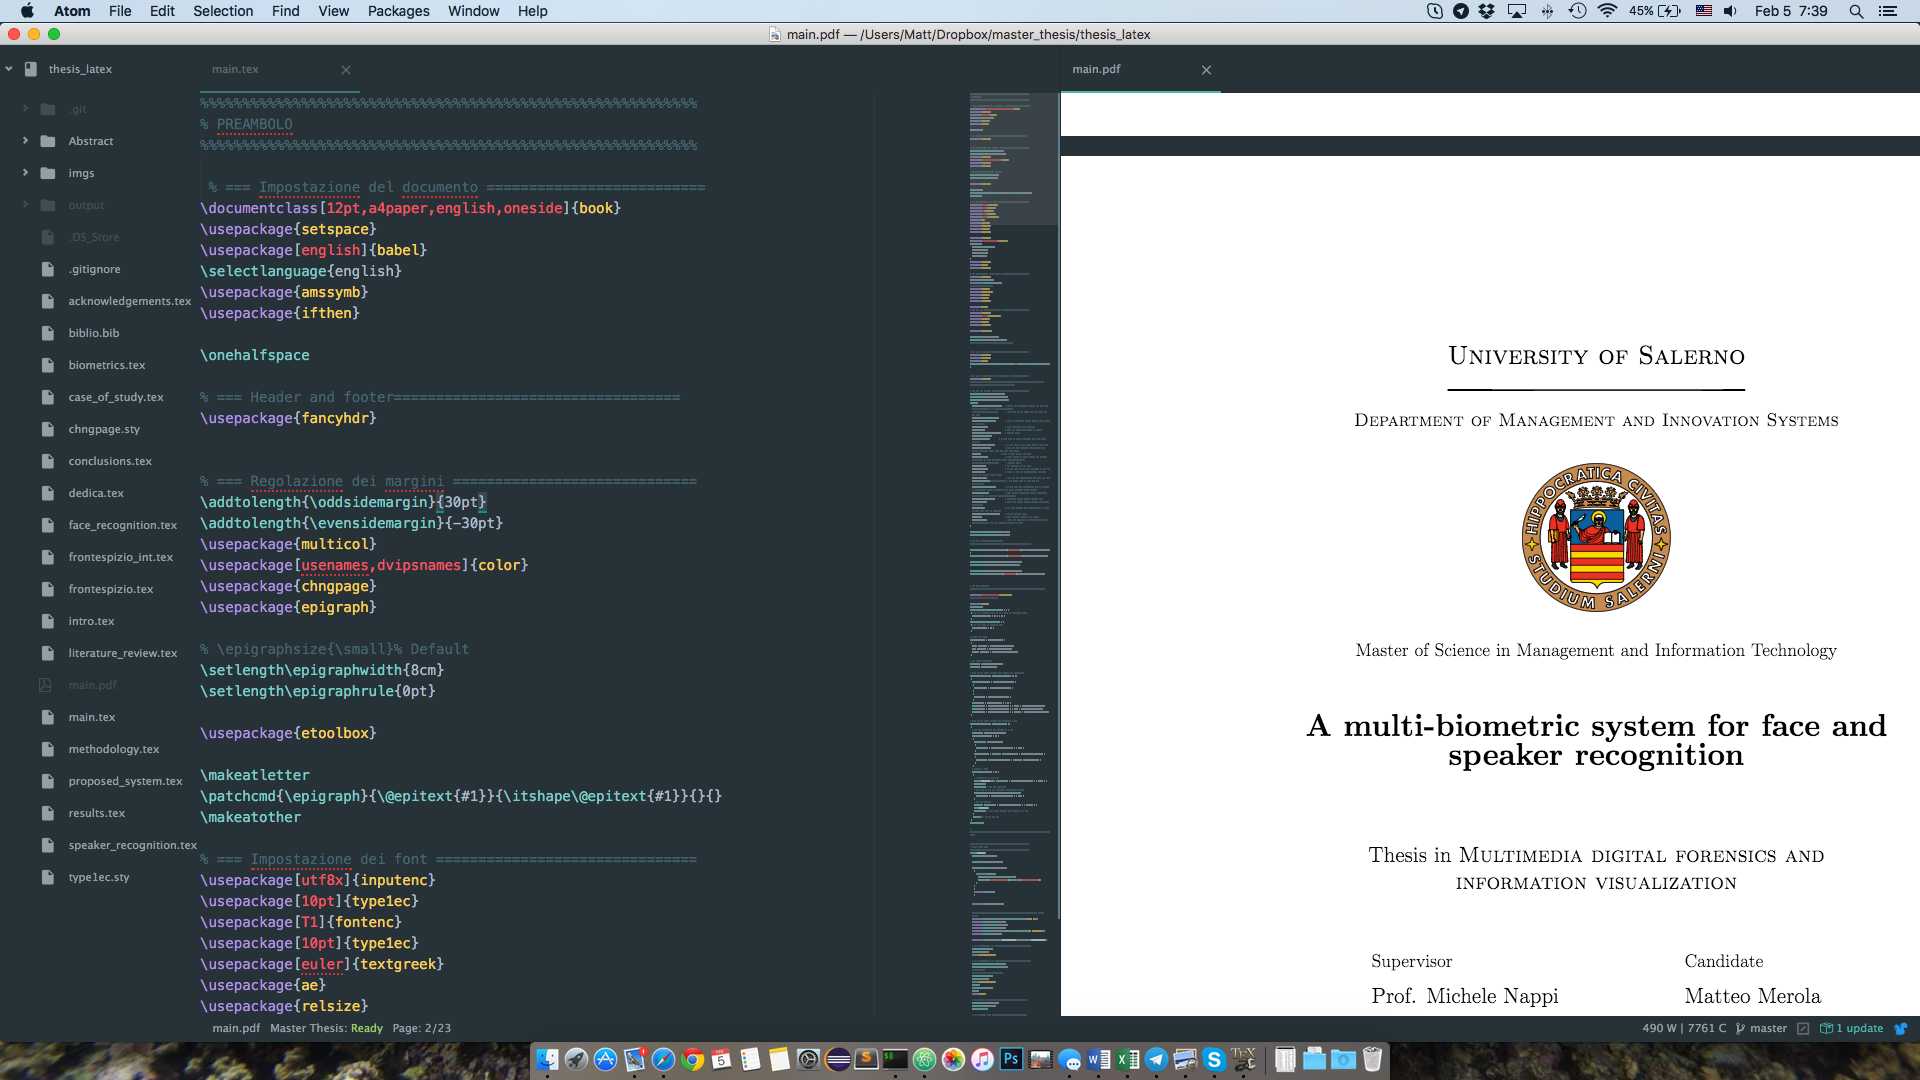 Atom File Edit Selection Find View Packages Window Help
45% Feb 5 7:39
main.pdf — /Users/Matt/Dropbox/master_thesis/thesis_latex
thesis_latex
.git
Abstract
imgs
output
.DS_Store
.gitignore
acknowledgements.tex
biblio.bib
biometrics.tex
case_of_study.tex
chngpage.sty
conclusions.tex
dedica.tex
face_recognition.tex
frontespizio_int.tex
frontespizio.tex
intro.tex
literature_review.tex
main.pdf
main.tex
methodology.tex
proposed_system.tex
results.tex
speaker_recognition.tex
type1ec.sty
main.tex
%%%%%%%%%%%%%%%%%%%%%%%%%%%%%%%%%%%%%%%%%%%%%%%%%%%%%%%%%%%
% PREAMBOLO
%%%%%%%%%%%%%%%%%%%%%%%%%%%%%%%%%%%%%%%%%%%%%%%%%%%%%%%%%%%
% === Impostazione del documento ==========================
\documentclass[12pt,a4paper,english,oneside]{book}
\usepackage{setspace}
\usepackage[english]{babel}
\selectlanguage{english}
\usepackage{amssymb}
\usepackage{ifthen}
\onehalfspace
% === Header and footer==================================
\usepackage{fancyhdr}
% === Regolazione dei margini =============================
\addtolength{\oddsidemargin}{30pt}
\addtolength{\evensidemargin}{-30pt}
\usepackage{multicol}
\usepackage[usenames,dvipsnames]{color}
\usepackage{chngpage}
\usepackage{epigraph}
% \epigraphsize{\small}% Default
\setlength\epigraphwidth{8cm}
\setlength\epigraphrule{0pt}
\usepackage{etoolbox}
\makeatletter
\patchcmd{\epigraph}{\@epitext{#1}}{\itshape\@epitext{#1}}{}{}
\makeatother
% === Impostazione dei font ===============================
\usepackage[utf8x]{inputenc}
\usepackage[10pt]{type1ec}
\usepackage[T1]{fontenc}
\usepackage[10pt]{type1ec}
\usepackage[euler]{textgreek}
\usepackage{ae}
\usepackage{relsize}
main.pdf
University of Salerno
Department of Management and Innovation Systems
HIPPOCRATICA CIVITAS
STUDIUM SALERNI
Master of Science in Management and Information Technology
A multi-biometric system for face and
speaker recognition
Thesis in Multimedia digital forensics and
information visualization
Supervisor Candidate
Prof. Michele Nappi Matteo Merola
main.pdf Master Thesis: Ready Page: 2/23
490 W | 7761 C master 1 update